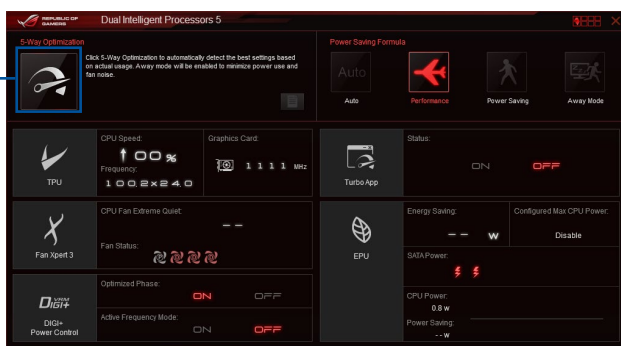 REPUBLIC OF
GAMERS
Dual Intelligent Processors 5
5-Way Optimization
Click 5-Way Optimization to automatically detect the best settings based
on actual usage. Away mode will be enabled to minimize power use and
fan noise.
Power Saving Formula
Auto
Auto
Performance
Power Saving
Away Mode
TPU
CPU Speed:
00 %
Frequency:
100.2x24.0
Graphics Card:
1111 MHz
Turbo App
Status:
ON OFF
Fan Xpert 3
CPU Fan Extreme Quiet:
--
Fan Status:
EPU
Energy Saving:
-- w
Configured Max CPU Power:
Disable
SATA Power:
CPU Power:
0.8 w
Power Saving:
-- w
DIGI+ VRM
DIGI+
Power Control
Optimized Phase:
ON OFF
Active Frequency Mode:
ON OFF